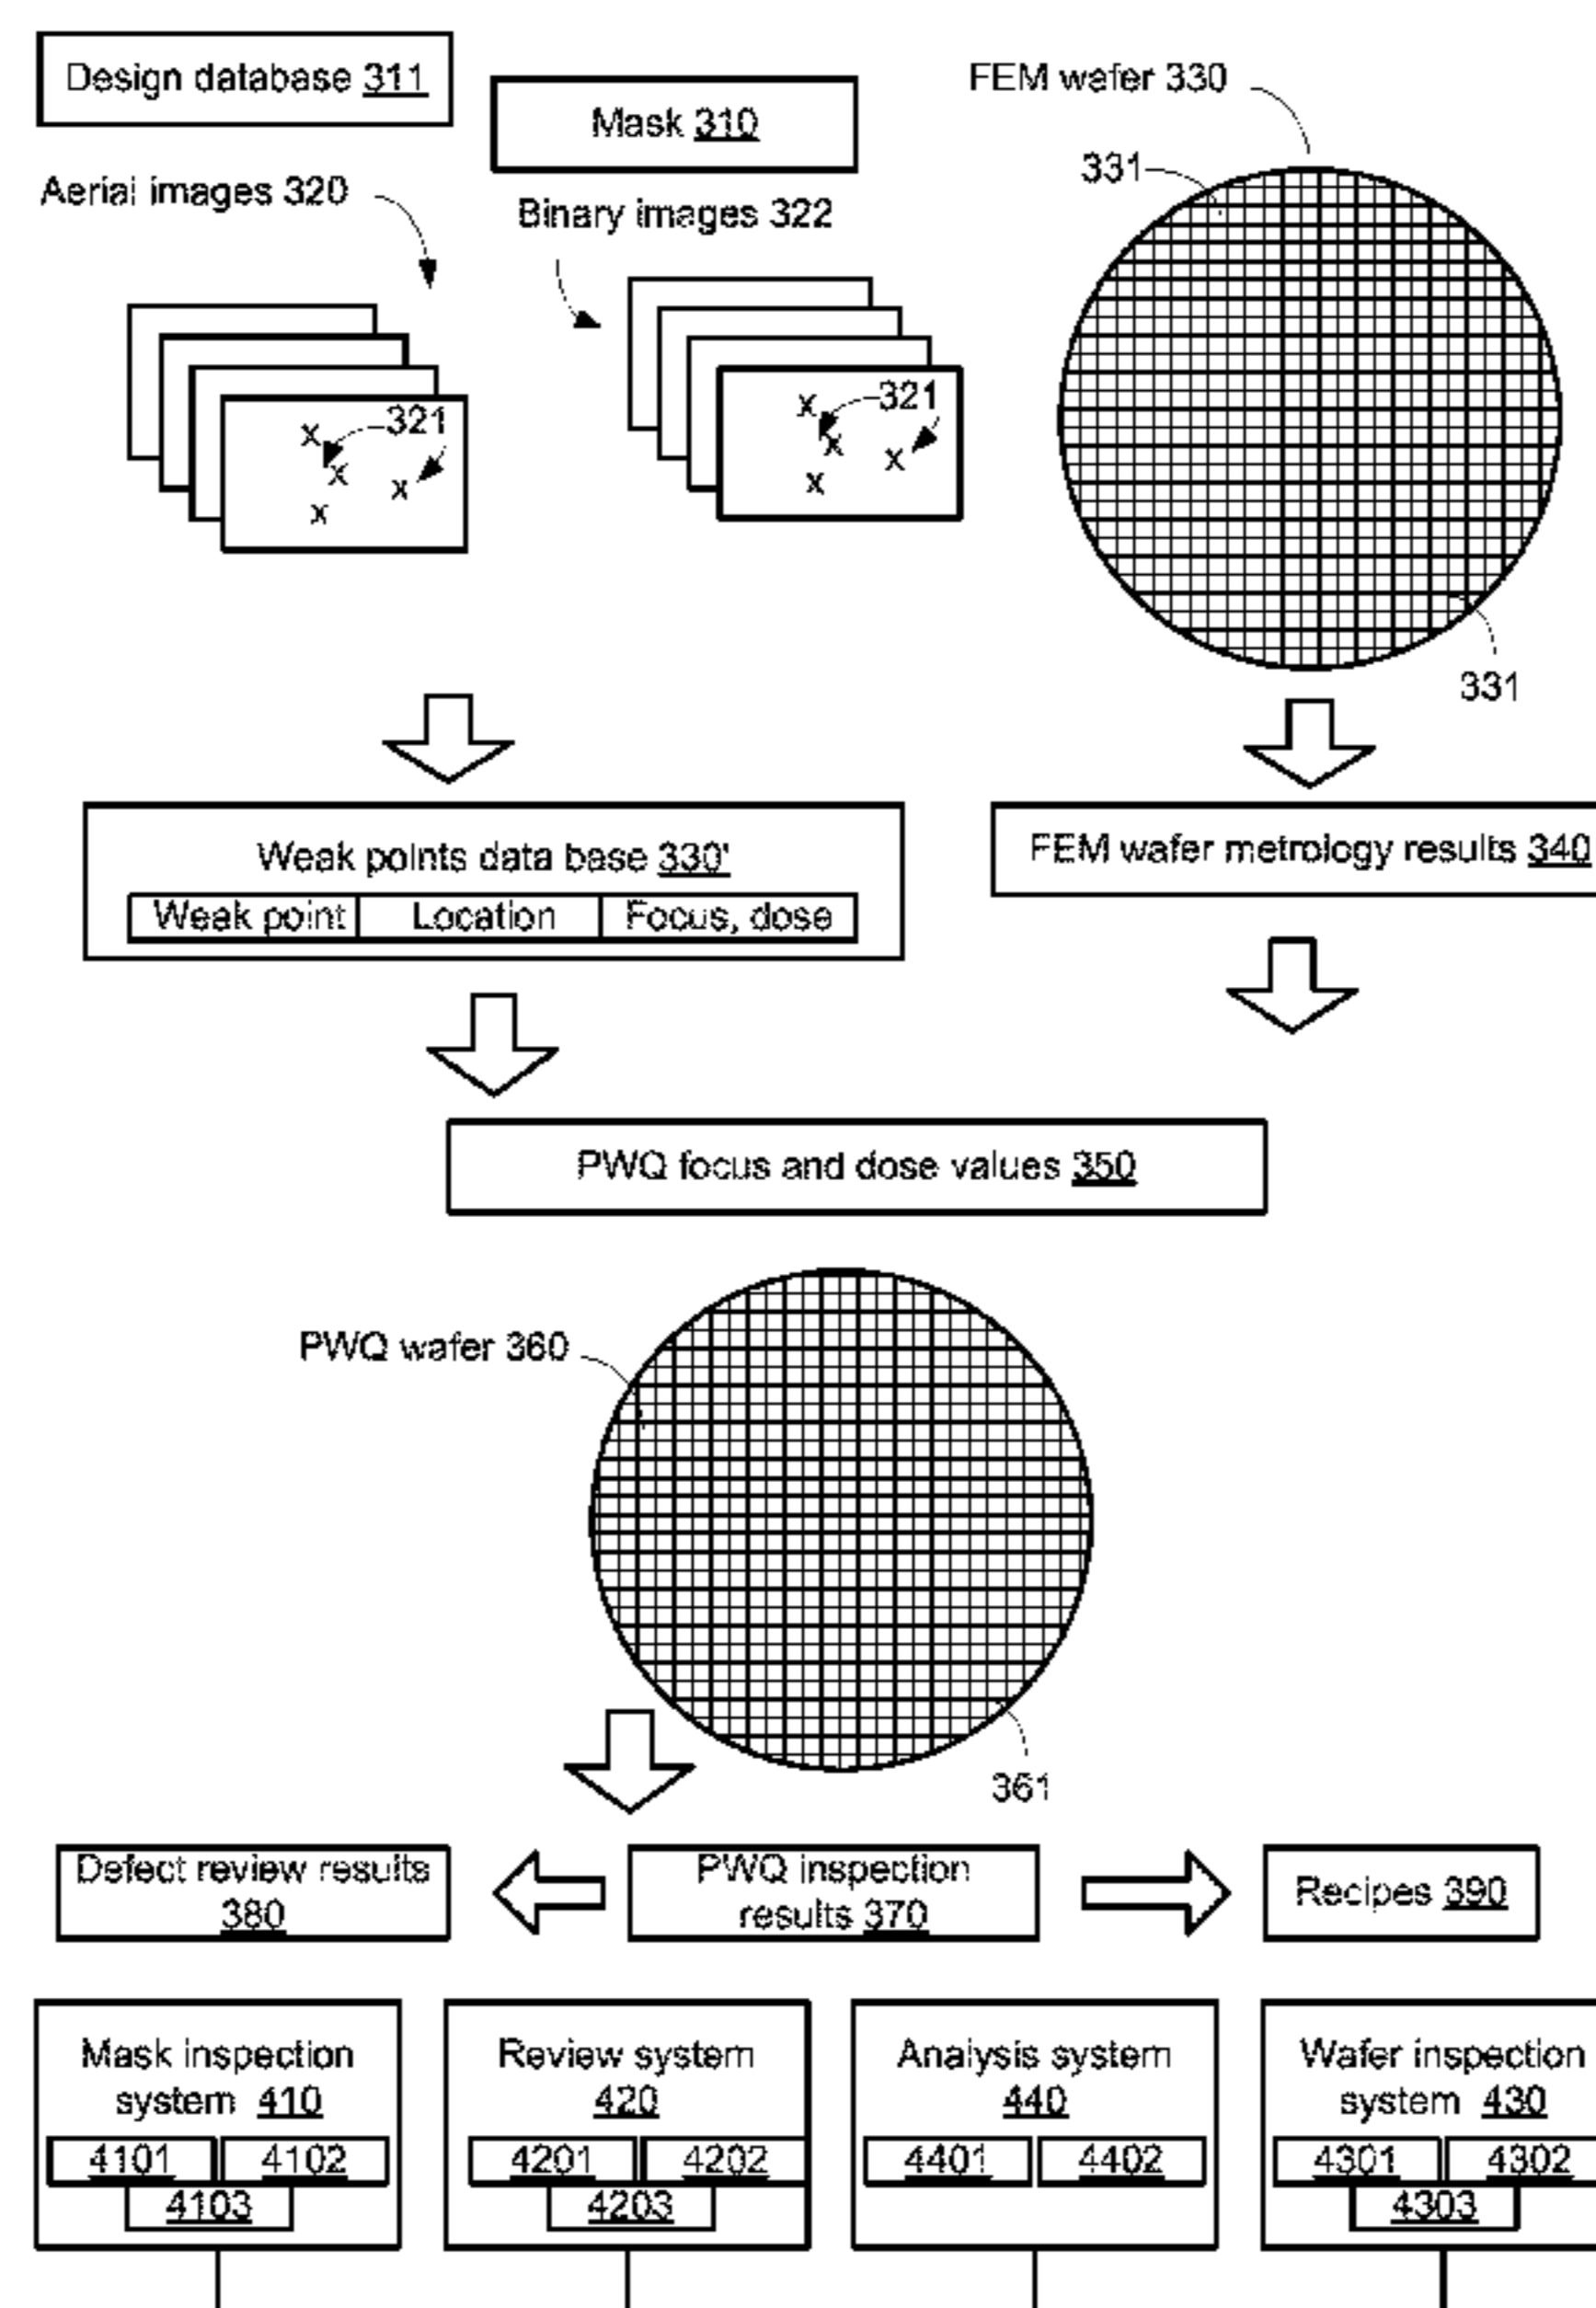 Design database 311
Mask 310
FEM wafer 330
331
Aerial images 320
Binary images 322
321
321
331
Weak points data base 330'
Weak point Location Focus, dose
FEM wafer metrology results 340
PWQ focus and dose values 350
PWQ wafer 360
361
Defect review results
380
PWQ inspection
results 370
Recipes 390
Mask inspection
system 410
4101 4102
4103
Review system
420
4201 4202
4203
Analysis system
440
4401 4402
Wafer inspection
system 430
4301 4302
4303
x
x
x
x
x
x
x
x